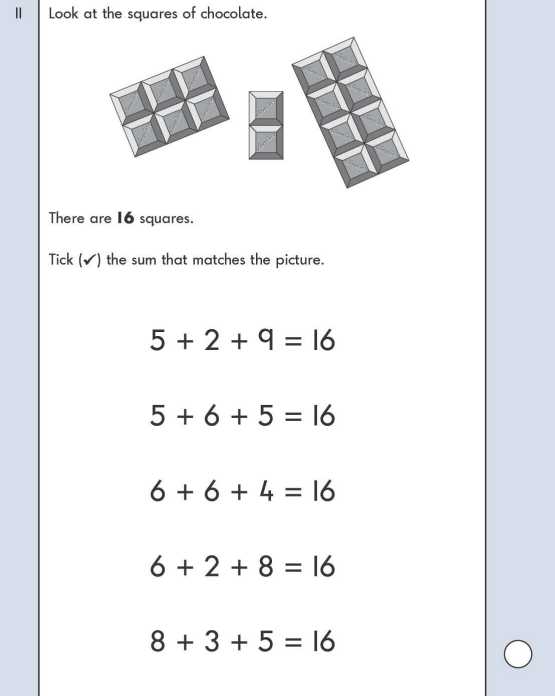 11
Look at the squares of chocolate.
There are 16 squares.
Tick (✓) the sum that matches the picture.
5 + 2 + 9 = 16
5 + 6 + 5 = 16
6 + 6 + 4 = 16
6 + 2 + 8 = 16
8 + 3 + 5 = 16